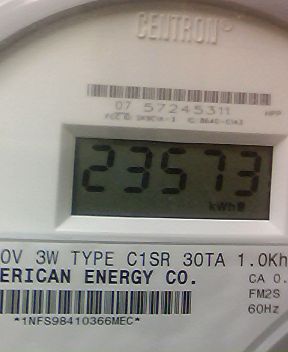 CENTRON®
07 57245311
23573
kWh
0V 3W TYPE C1SR 30TA 1.0Kh
ERICAN ENERGY CO.
CA 0.
FM2S
60Hz
*1NFS98410366MEC*